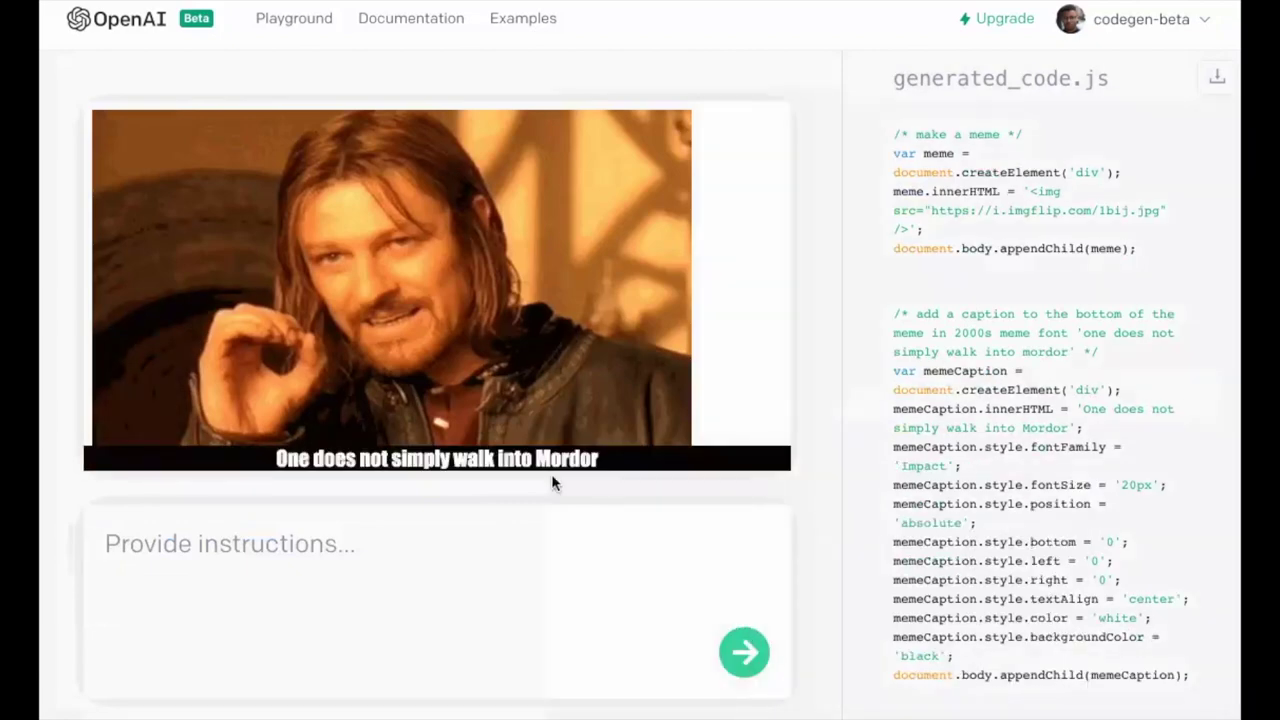 OpenAI Beta Playground Documentation Examples Upgrade codegen-beta
One does not simply walk into Mordor
Provide instructions...
generated_code.js
/* make a meme */
var meme =
document.createElement('div');
meme.innerHTML = '<img
src="https://i.imgflip.com/1bij.jpg"
/>';
document.body.appendChild(meme);
/* add a caption to the bottom of the
meme in 2000s meme font 'one does not
simply walk into mordor' */
var memeCaption =
document.createElement('div');
memeCaption.innerHTML = 'One does not
simply walk into Mordor';
memeCaption.style.fontFamily =
'Impact';
memeCaption.style.fontSize = '20px';
memeCaption.style.position =
'absolute';
memeCaption.style.bottom = '0';
memeCaption.style.left = '0';
memeCaption.style.right = '0';
memeCaption.style.textAlign = 'center';
memeCaption.style.color = 'white';
memeCaption.style.backgroundColor =
'black';
document.body.appendChild(memeCaption);